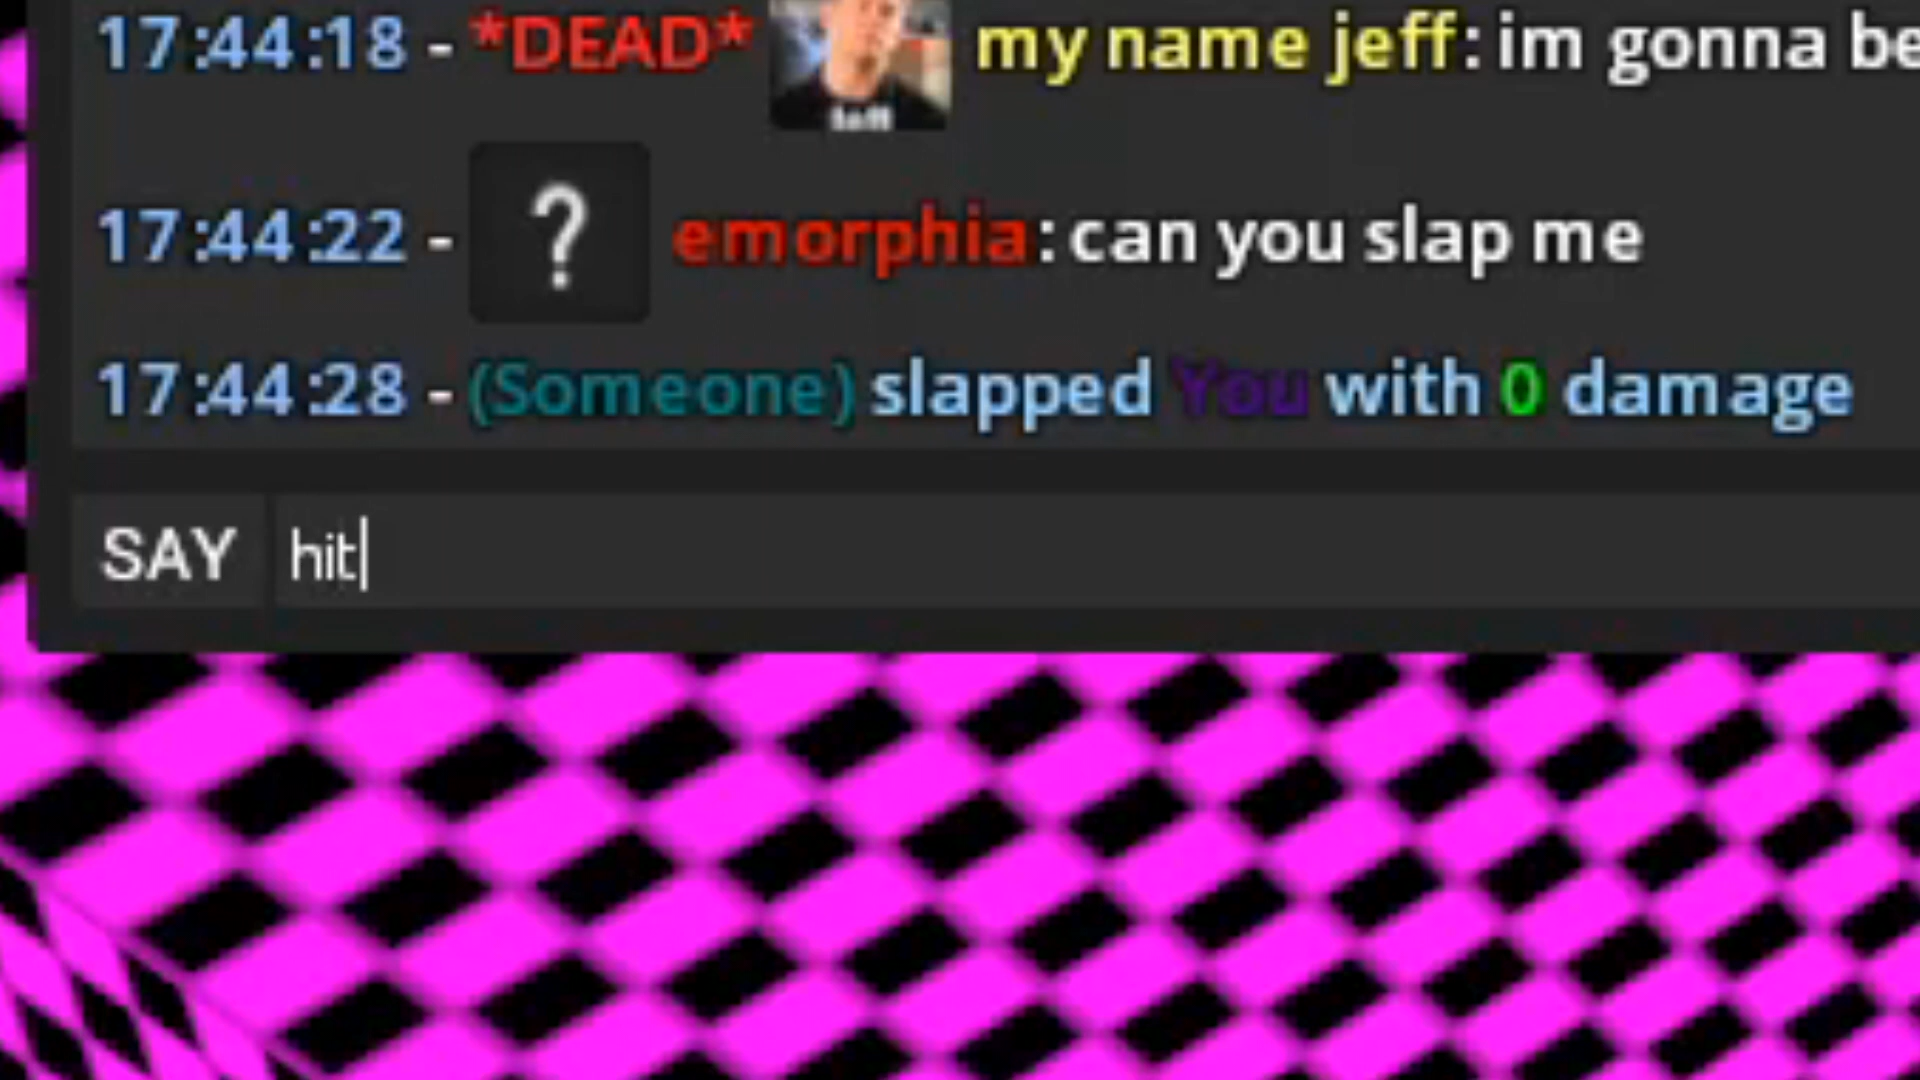 17:44:18 - *DEAD* my name jeff: im gonna be
Jeff
17:44:22 - ? emorphia: can you slap me
17:44:28 - (Someone) slapped You with 0 damage
SAY hit